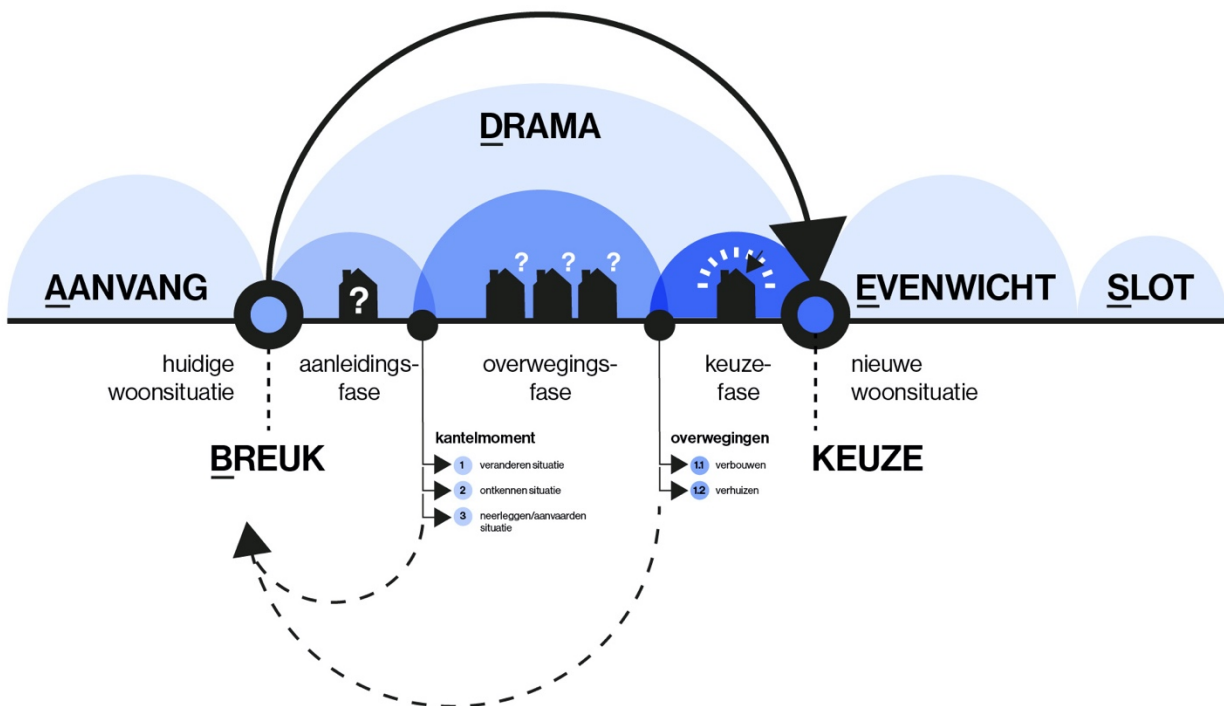 DRAMA
AANVANG
EVENWICHT
SLOT
?
?
?
?
huidige
woonsituatie
aanleidings-
fase
overwegings-
fase
keuze-
fase
nieuwe
woonsituatie
BREUK
kantelmoment
1 veranderen situatie
2 ontkennen situatie
3 neerleggen/aanvaarden
situatie
overwegingen
1.1 verbouwen
1.2 verhuizen
KEUZE